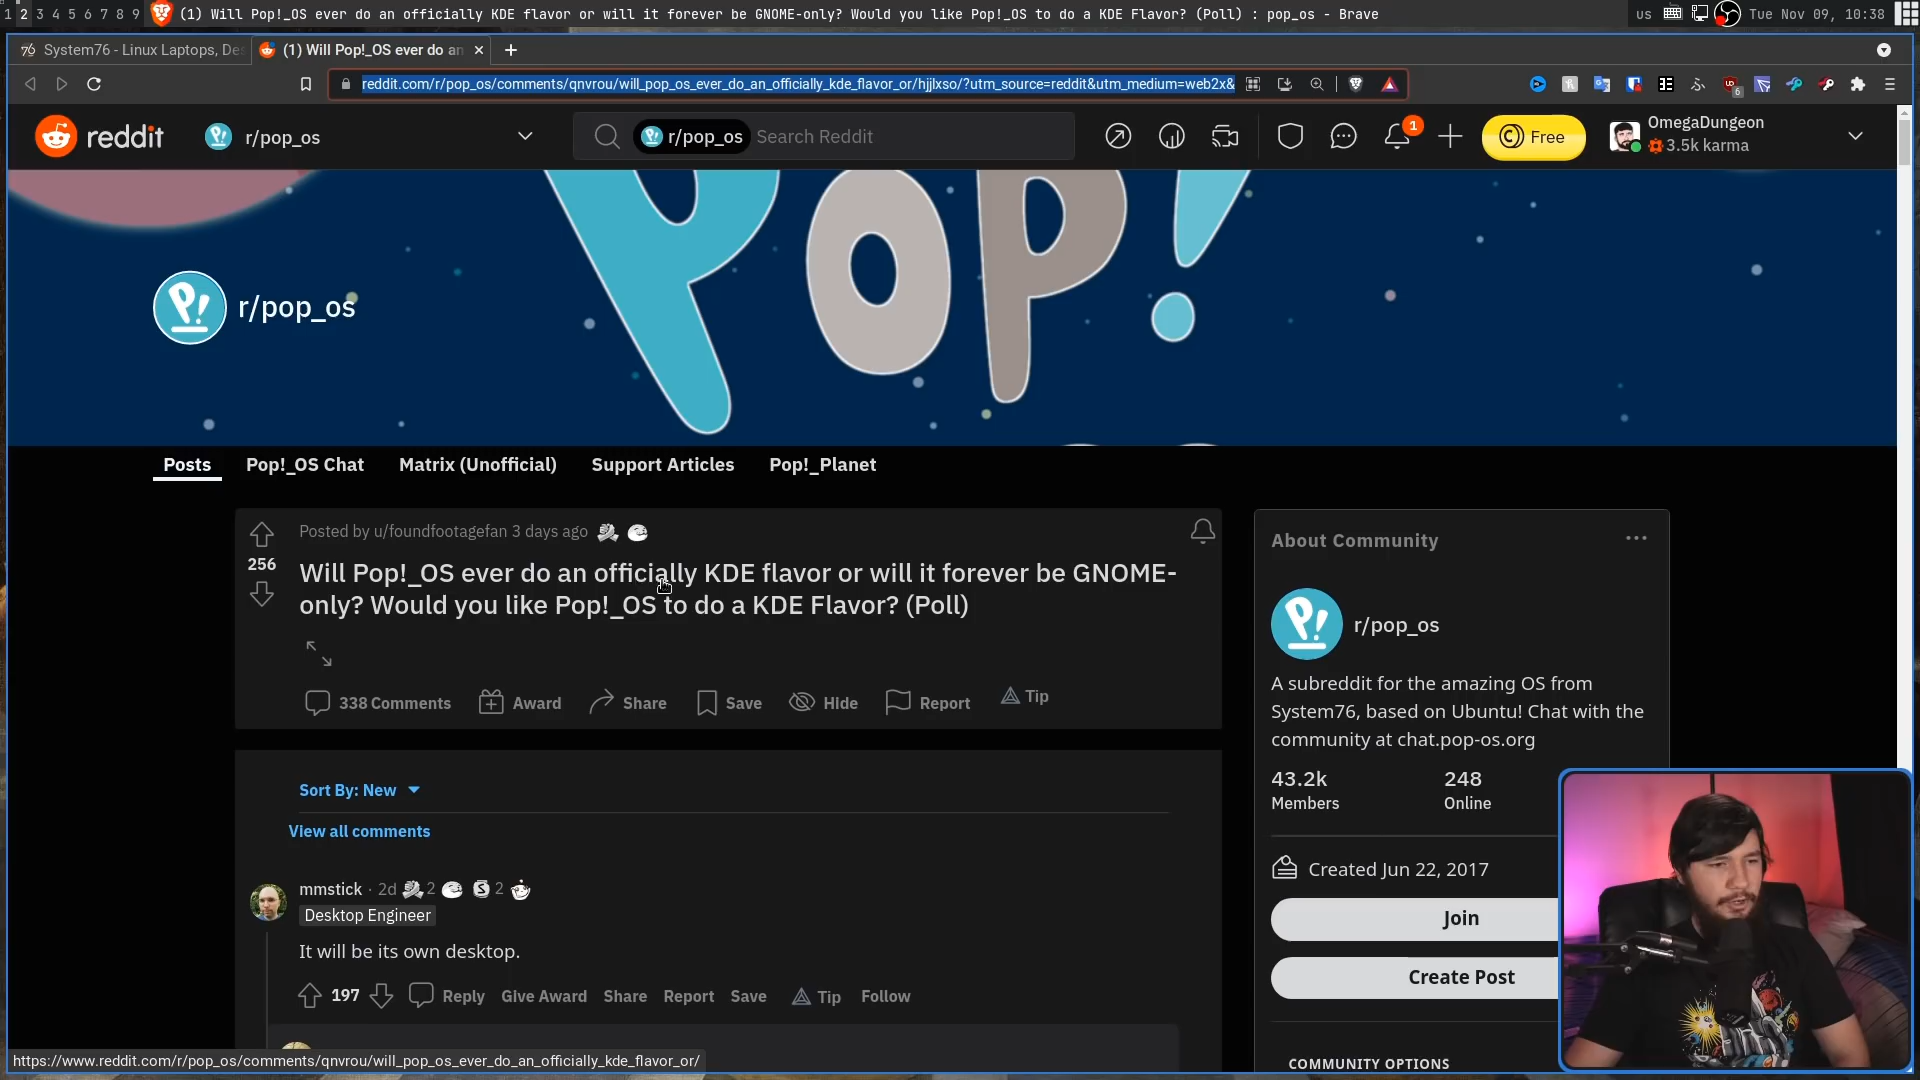 1 2 3 4 5 6 7 8 9 (1) Will Pop!_OS ever do an officially KDE flavor or will it forever be GNOME-only? Would you like Pop!_OS to do a KDE Flavor? (Poll) : pop_os - Brave us Tue Nov 09, 10:38
System76 - Linux Laptops, De (1) Will Pop!_OS ever do an
reddit.com/r/pop_os/comments/qnvrou/will_pop_os_ever_do_an_officially_kde_flavor_or/hjjlxso/?utm_source=reddit&utm_medium=web2x& 6
reddit r/pop_os r/pop_os Search Reddit 1 Free OmegaDungeon
3.5k karma
POP!
r/pop_os
Posts Pop!_OS Chat Matrix (Unofficial) Support Articles Pop!_Planet
Posted by u/foundfootagefan 3 days ago
256
Will Pop!_OS ever do an officially KDE flavor or will it forever be GNOME-
only? Would you like Pop!_OS to do a KDE Flavor? (Poll)
338 Comments Award Share Save Hide Report Tip
Sort By: New
View all comments
mmstick · 2d 2 S 2
Desktop Engineer
It will be its own desktop.
197 Reply Give Award Share Report Save Tip Follow
About Community
r/pop_os
A subreddit for the amazing OS from
System76, based on Ubuntu! Chat with the
community at chat.pop-os.org
43.2k 248
Members Online
Created Jun 22, 2017
Join
Create Post
COMMUNITY OPTIONS
https://www.reddit.com/r/pop_os/comments/qnvrou/will_pop_os_ever_do_an_officially_kde_flavor_or/